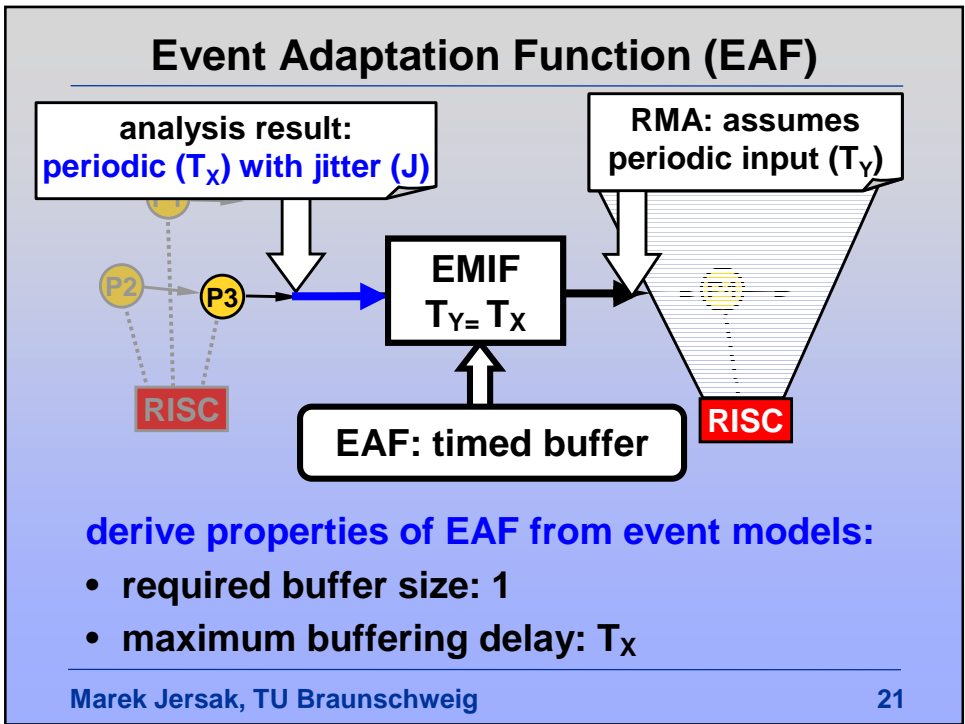 Event Adaptation Function (EAF)
analysis result:
periodic (TX) with jitter (J)
RMA: assumes
periodic input (TY)
P2
P3
EMIF
TY= TX
RISC
RISC
EAF: timed buffer
derive properties of EAF from event models:
• required buffer size: 1
• maximum buffering delay: TX
Marek Jersak, TU Braunschweig
21